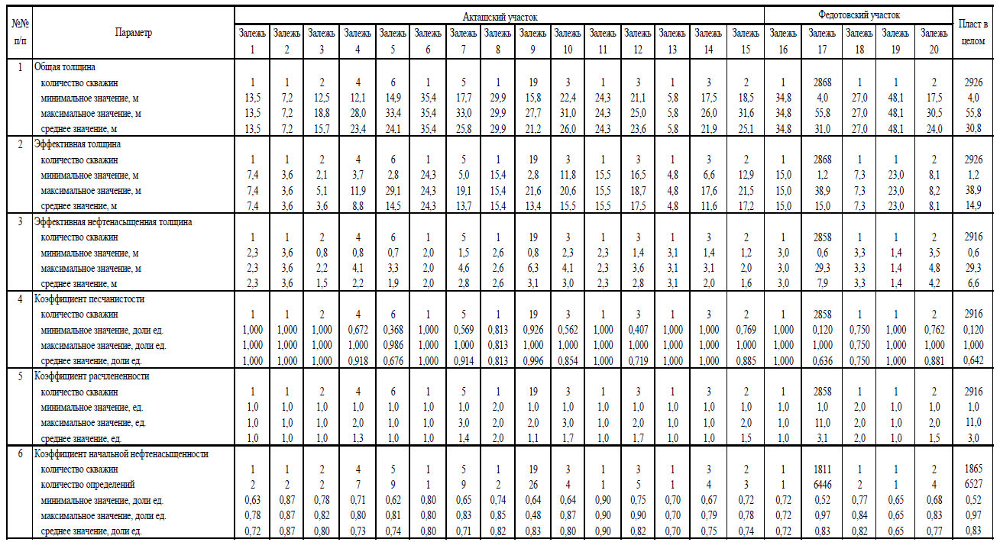 №№ п/п Параметр Акташский участок Федотовский участок Пласт в целом
Залежь 1 Залежь 2 Залежь 3 Залежь 4 Залежь 5 Залежь 6 Залежь 7 Залежь 8 Залежь 9 Залежь 10 Залежь 11 Залежь 12 Залежь 13 Залежь 14 Залежь 15 Залежь 16 Залежь 17 Залежь 18 Залежь 19 Залежь 20
1 Общая толщина
количество скважин 1 1 2 4 6 1 5 1 19 3 1 3 1 3 2 1 2868 1 1 2 2926
минимальное значение, м 13,5 7,2 12,5 12,1 14,9 35,4 17,7 29,9 15,8 22,4 24,3 21,1 5,8 17,5 18,5 34,8 4,0 27,0 48,1 17,5 4,0
максимальное значение, м 13,5 7,2 18,8 28,0 33,4 35,4 33,0 29,9 27,7 31,0 24,3 25,0 5,8 26,0 31,6 34,8 55,8 27,0 48,1 30,5 55,8
среднее значение, м 13,5 7,2 15,7 23,4 24,1 35,4 25,8 29,9 21,2 26,0 24,3 23,6 5,8 21,9 25,1 34,8 31,0 27,0 48,1 24,0 30,8
2 Эффективная толщина
количество скважин 1 1 2 4 6 1 5 1 19 3 1 3 1 3 2 1 2868 1 1 2 2926
минимальное значение, м 7,4 3,6 2,1 3,7 2,8 24,3 5,0 15,4 2,8 11,8 15,5 16,5 4,8 6,6 12,9 15,0 1,2 7,3 23,0 8,1 1,2
максимальное значение, м 7,4 3,6 5,1 11,9 29,1 24,3 19,1 15,4 21,6 20,6 15,5 18,7 4,8 17,6 21,5 15,0 38,9 7,3 23,0 8,2 38,9
среднее значение, м 7,4 3,6 3,6 8,8 14,5 24,3 13,7 15,4 13,4 15,5 15,5 17,5 4,8 11,6 17,2 15,0 15,0 7,3 23,0 8,1 14,9
3 Эффективная нефтенасыщенная толщина
количество скважин 1 1 2 4 6 1 5 1 19 3 1 3 1 3 2 1 2858 1 1 2 2916
минимальное значение, м 2,3 3,6 0,8 0,8 0,7 2,0 1,5 2,6 0,8 2,3 2,3 1,4 3,1 1,4 1,2 3,0 0,6 3,3 1,4 3,5 0,6
максимальное значение, м 2,3 3,6 2,2 4,1 3,3 2,0 4,6 2,6 6,3 4,1 2,3 3,6 3,1 3,1 2,0 3,0 29,3 3,3 1,4 4,8 29,3
среднее значение, м 2,3 3,6 1,5 2,2 1,9 2,0 2,8 2,6 3,1 3,0 2,3 2,8 3,1 2,0 1,6 3,0 7,9 3,3 1,4 4,2 6,6
4 Коэффициент песчанистости
количество скважин 1 1 2 4 6 1 5 1 19 3 1 3 1 3 2 1 2858 1 1 2 2916
минимальное значение, доли ед. 1,000 1,000 1,000 0,672 0,368 1,000 0,569 0,813 0,926 0,562 1,000 0,407 1,000 1,000 0,769 1,000 0,120 0,750 1,000 0,762 0,120
максимальное значение, доли ед. 1,000 1,000 1,000 1,000 0,986 1,000 1,000 0,813 1,000 1,000 1,000 1,000 1,000 1,000 1,000 1,000 1,000 0,750 1,000 1,000 1,000
среднее значение, доли ед. 1,000 1,000 1,000 0,918 0,676 1,000 0,914 0,813 0,996 0,854 1,000 0,719 1,000 1,000 0,885 1,000 0,636 0,750 1,000 0,881 0,642
5 Коэффициент расчлененности
количество скважин 1 1 2 4 6 1 5 1 19 3 1 3 1 3 2 1 2858 1 1 2 2916
минимальное значение, ед. 1,0 1,0 1,0 1,0 1,0 1,0 1,0 2,0 1,0 1,0 1,0 1,0 1,0 1,0 1,0 1,0 1,0 2,0 1,0 1,0 1,0
максимальное значение, ед. 1,0 1,0 1,0 2,0 1,0 1,0 3,0 2,0 2,0 3,0 1,0 2,0 1,0 1,0 2,0 1,0 11,0 2,0 1,0 2,0 11,0
среднее значение, ед. 1,0 1,0 1,0 1,3 1,0 1,0 1,4 2,0 1,1 1,7 1,0 1,7 1,0 1,0 1,5 1,0 3,1 2,0 1,0 1,5 3,0
6 Коэффициент начальной нефтенасыщенности
количество скважин 1 1 2 4 5 1 5 1 19 3 1 3 1 3 2 1 1811 1 1 2 1865
количество определений 2 2 2 7 9 1 9 2 26 4 1 5 1 4 3 1 6446 2 1 4 6527
минимальное значение, доли ед. 0,63 0,87 0,78 0,71 0,62 0,80 0,65 0,74 0,64 0,64 0,90 0,75 0,70 0,67 0,72 0,72 0,52 0,77 0,65 0,68 0,52
максимальное значение, доли ед. 0,78 0,87 0,82 0,80 0,81 0,80 0,83 0,85 0,48 0,87 0,90 0,90 0,70 0,79 0,78 0,72 0,97 0,84 0,65 0,83 0,97
среднее значение, доли ед. 0,72 0,87 0,80 0,73 0,74 0,80 0,71 0,82 0,83 0,80 0,90 0,82 0,70 0,75 0,74 0,72 0,83 0,82 0,65 0,77 0,83